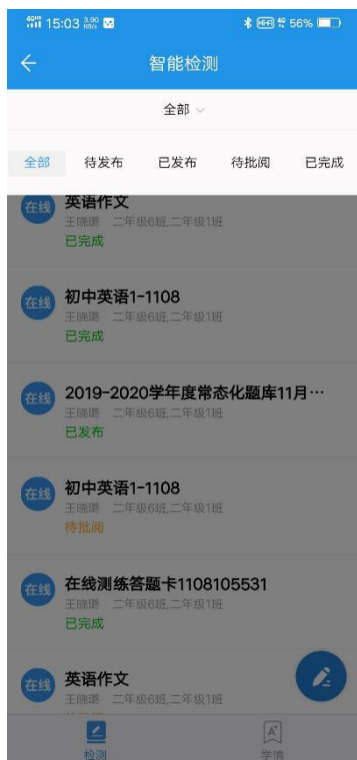 15:03 3.90 KB/s 56%
智能检测
全部
全部 待发布 已发布 待批阅 已完成
在线 英语作文
王晓璐 二年级6班,二年级1班
已完成
在线 初中英语1-1108
王晓璐 二年级6班,二年级1班
已完成
在线 2019-2020学年度常态化题库11月…
王晓璐 二年级6班,二年级1班
已发布
在线 初中英语1-1108
王晓璐 二年级6班,二年级1班
待批阅
在线 在线测练答题卡1108105531
王晓璐 二年级6班,二年级1班
已完成
在线 英语作文
王晓璐 二年级6班,二年级1班
检测 学情